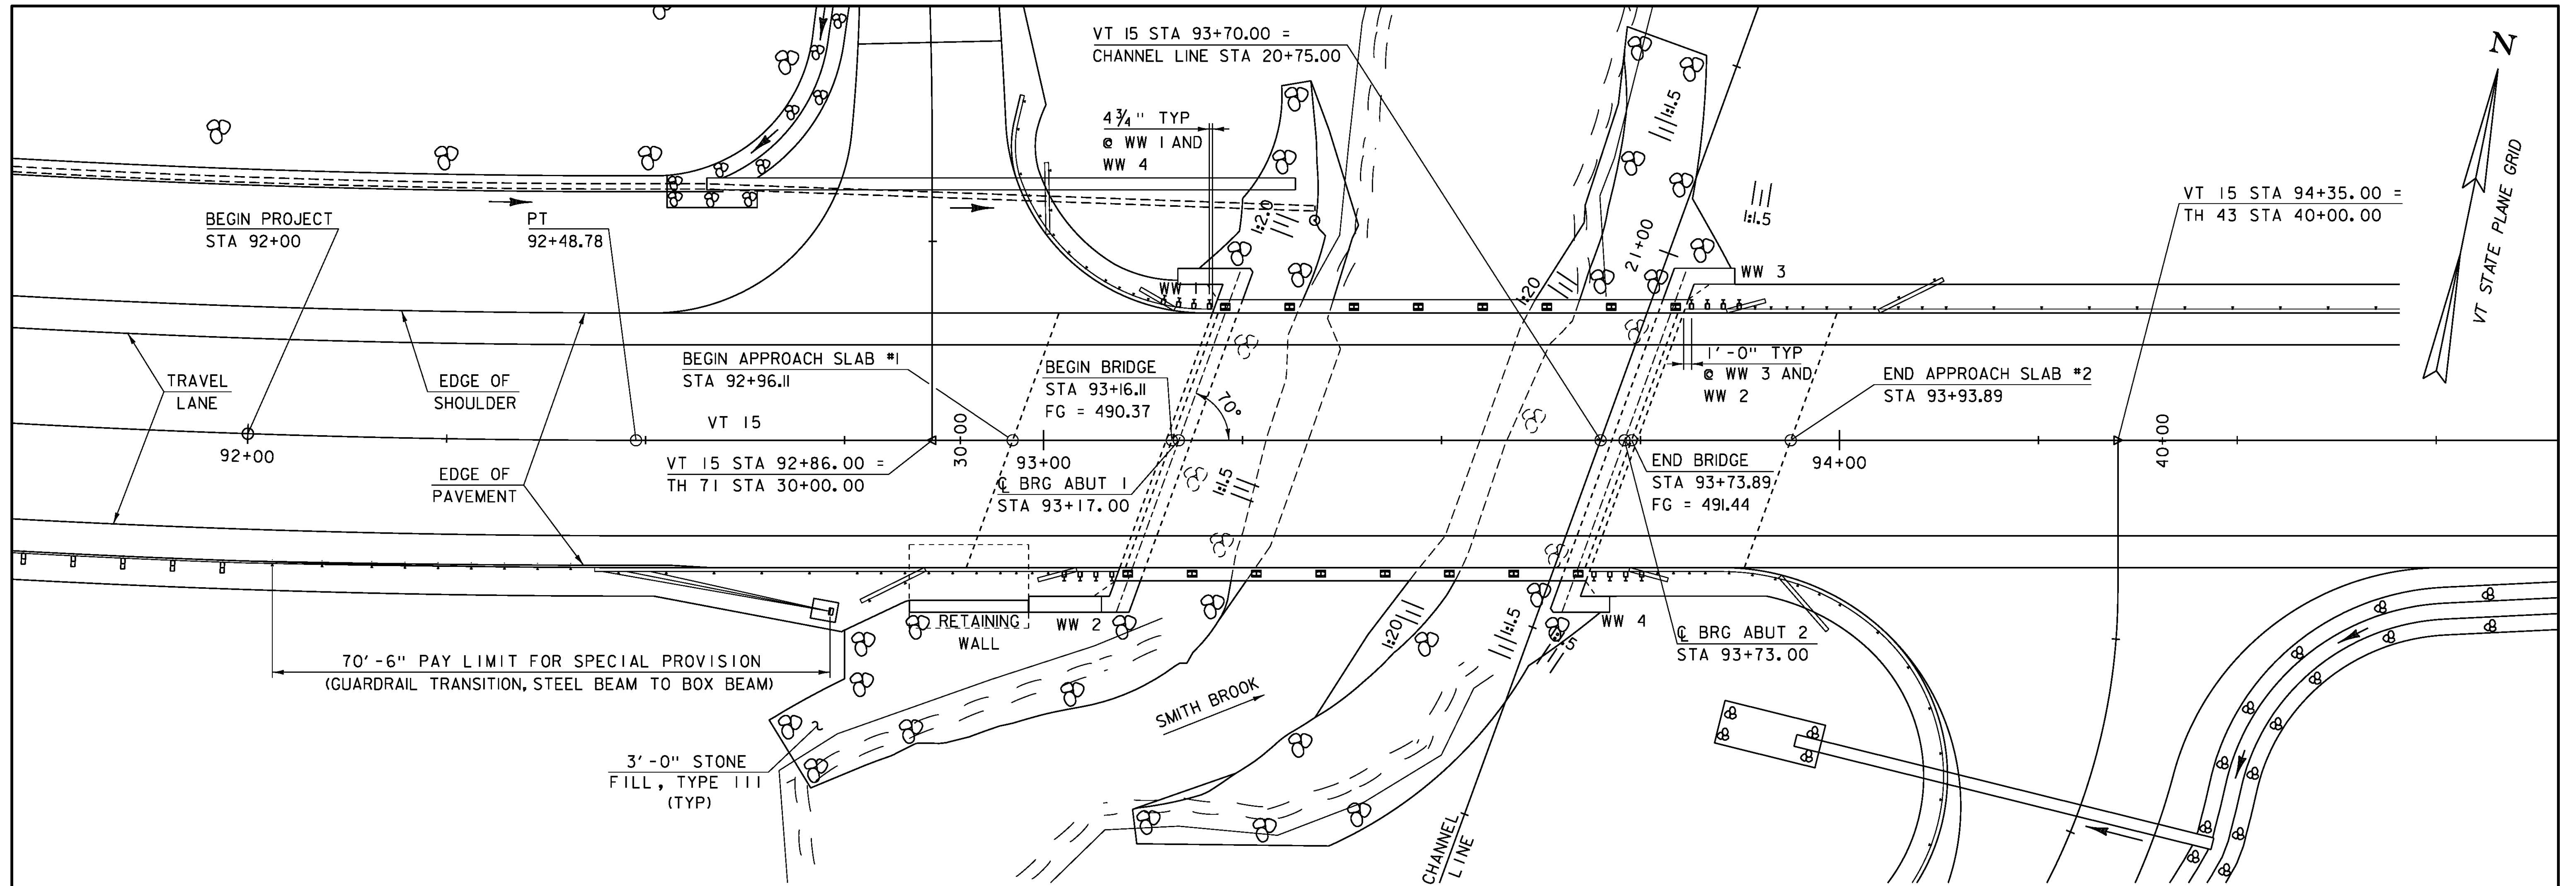 VT 15 STA 93+70.00 =
CHANNEL LINE STA 20+75.00
N
VT STATE PLANE GRID
4 3/4" TYP
@ WW 1 AND
WW 4
1:1.5
1:1.5
VT 15 STA 94+35.00 =
TH 43 STA 40+00.00
BEGIN PROJECT
STA 92+00
PT
92+48.78
1:2.0
21+00
1:20
WW 1
WW 3
BEGIN APPROACH SLAB #1
STA 92+96.11
BEGIN BRIDGE
STA 93+16.11
FG = 490.37
70°
1'-0" TYP
@ WW 3 AND
WW 2
END APPROACH SLAB #2
STA 93+93.89
TRAVEL
LANE
EDGE OF
SHOULDER
VT 15
92+00
30+00
93+00
94+00
40+00
VT 15 STA 92+86.00 =
TH 71 STA 30+00.00
EDGE OF
PAVEMENT
℄ BRG ABUT 1
STA 93+17.00
1:1.5
END BRIDGE
STA 93+73.89
FG = 491.44
RETAINING
WALL
WW 2
1:20
1:1.5
1:1.5
WW 4
℄ BRG ABUT 2
STA 93+73.00
70'-6" PAY LIMIT FOR SPECIAL PROVISION
(GUARDRAIL TRANSITION, STEEL BEAM TO BOX BEAM)
SMITH BROOK
3'-0" STONE
FILL, TYPE III
(TYP)
CHANNEL
LINE